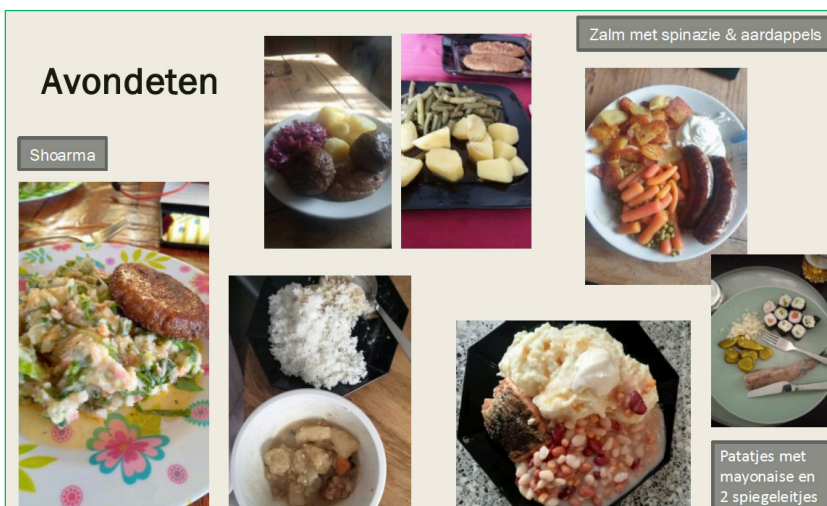 Zalm met spinazie & aardappels
Avondeten
Shoarma
Patatjes met
mayonaise en
2 spiegeleitjes